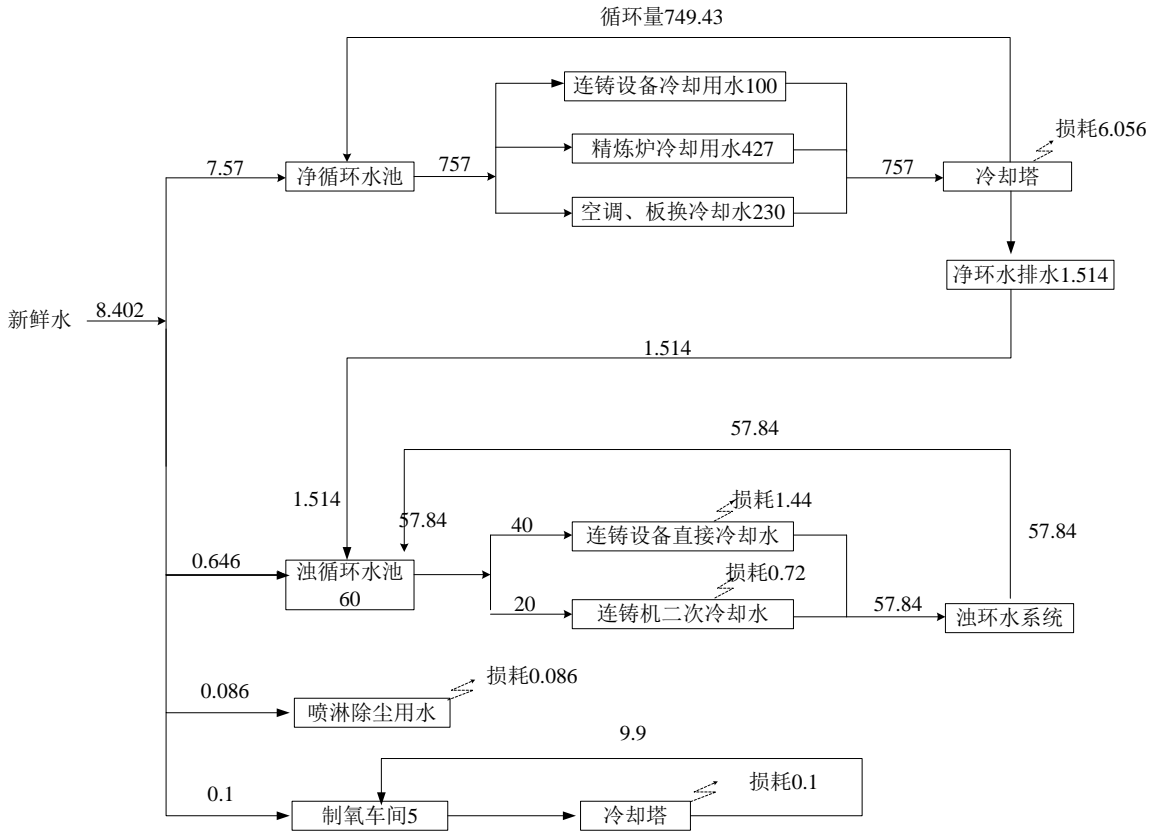 循环量749.43
连铸设备冷却用水100
损耗6.056
精炼炉冷却用水427
7.57
净循环水池
757
757
冷却塔
空调、板换冷却水230
净环水排水1.514
新鲜水
8.402
1.514
57.84
1.514
57.84
损耗1.44
40
连铸设备直接冷却水
57.84
0.646
浊循环水池
60
损耗0.72
20
连铸机二次冷却水
57.84
浊环水系统
损耗0.086
0.086
喷淋除尘用水
9.9
损耗0.1
0.1
制氧车间5
冷却塔